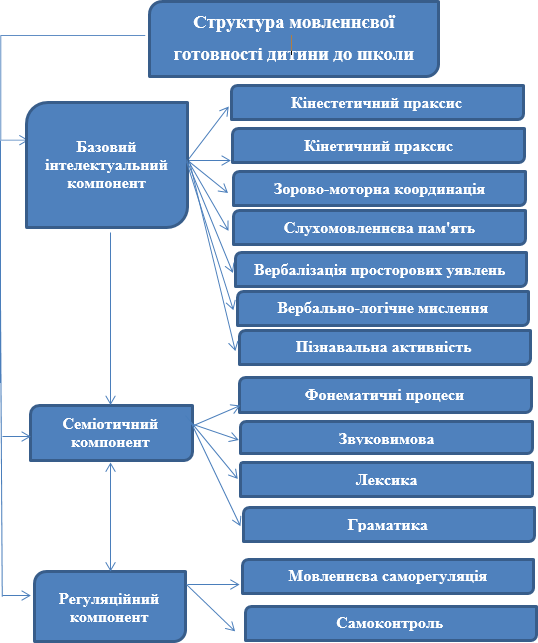 Структура мовленнєвої
готовності дитини до школи
Базовий
інтелектуальний
компонент
Кінестетичний праксис
Кінетичний праксис
Зорово-моторна координація
Слухомовленнєва пам'ять
Вербалізація просторових уявлень
Вербально-логічне мислення
Пізнавальна активність
Семіотичний
компонент
Фонематичні процеси
Звуковимова
Лексика
Граматика
Регуляційний
компонент
Мовленнєва саморегуляція
Самоконтроль